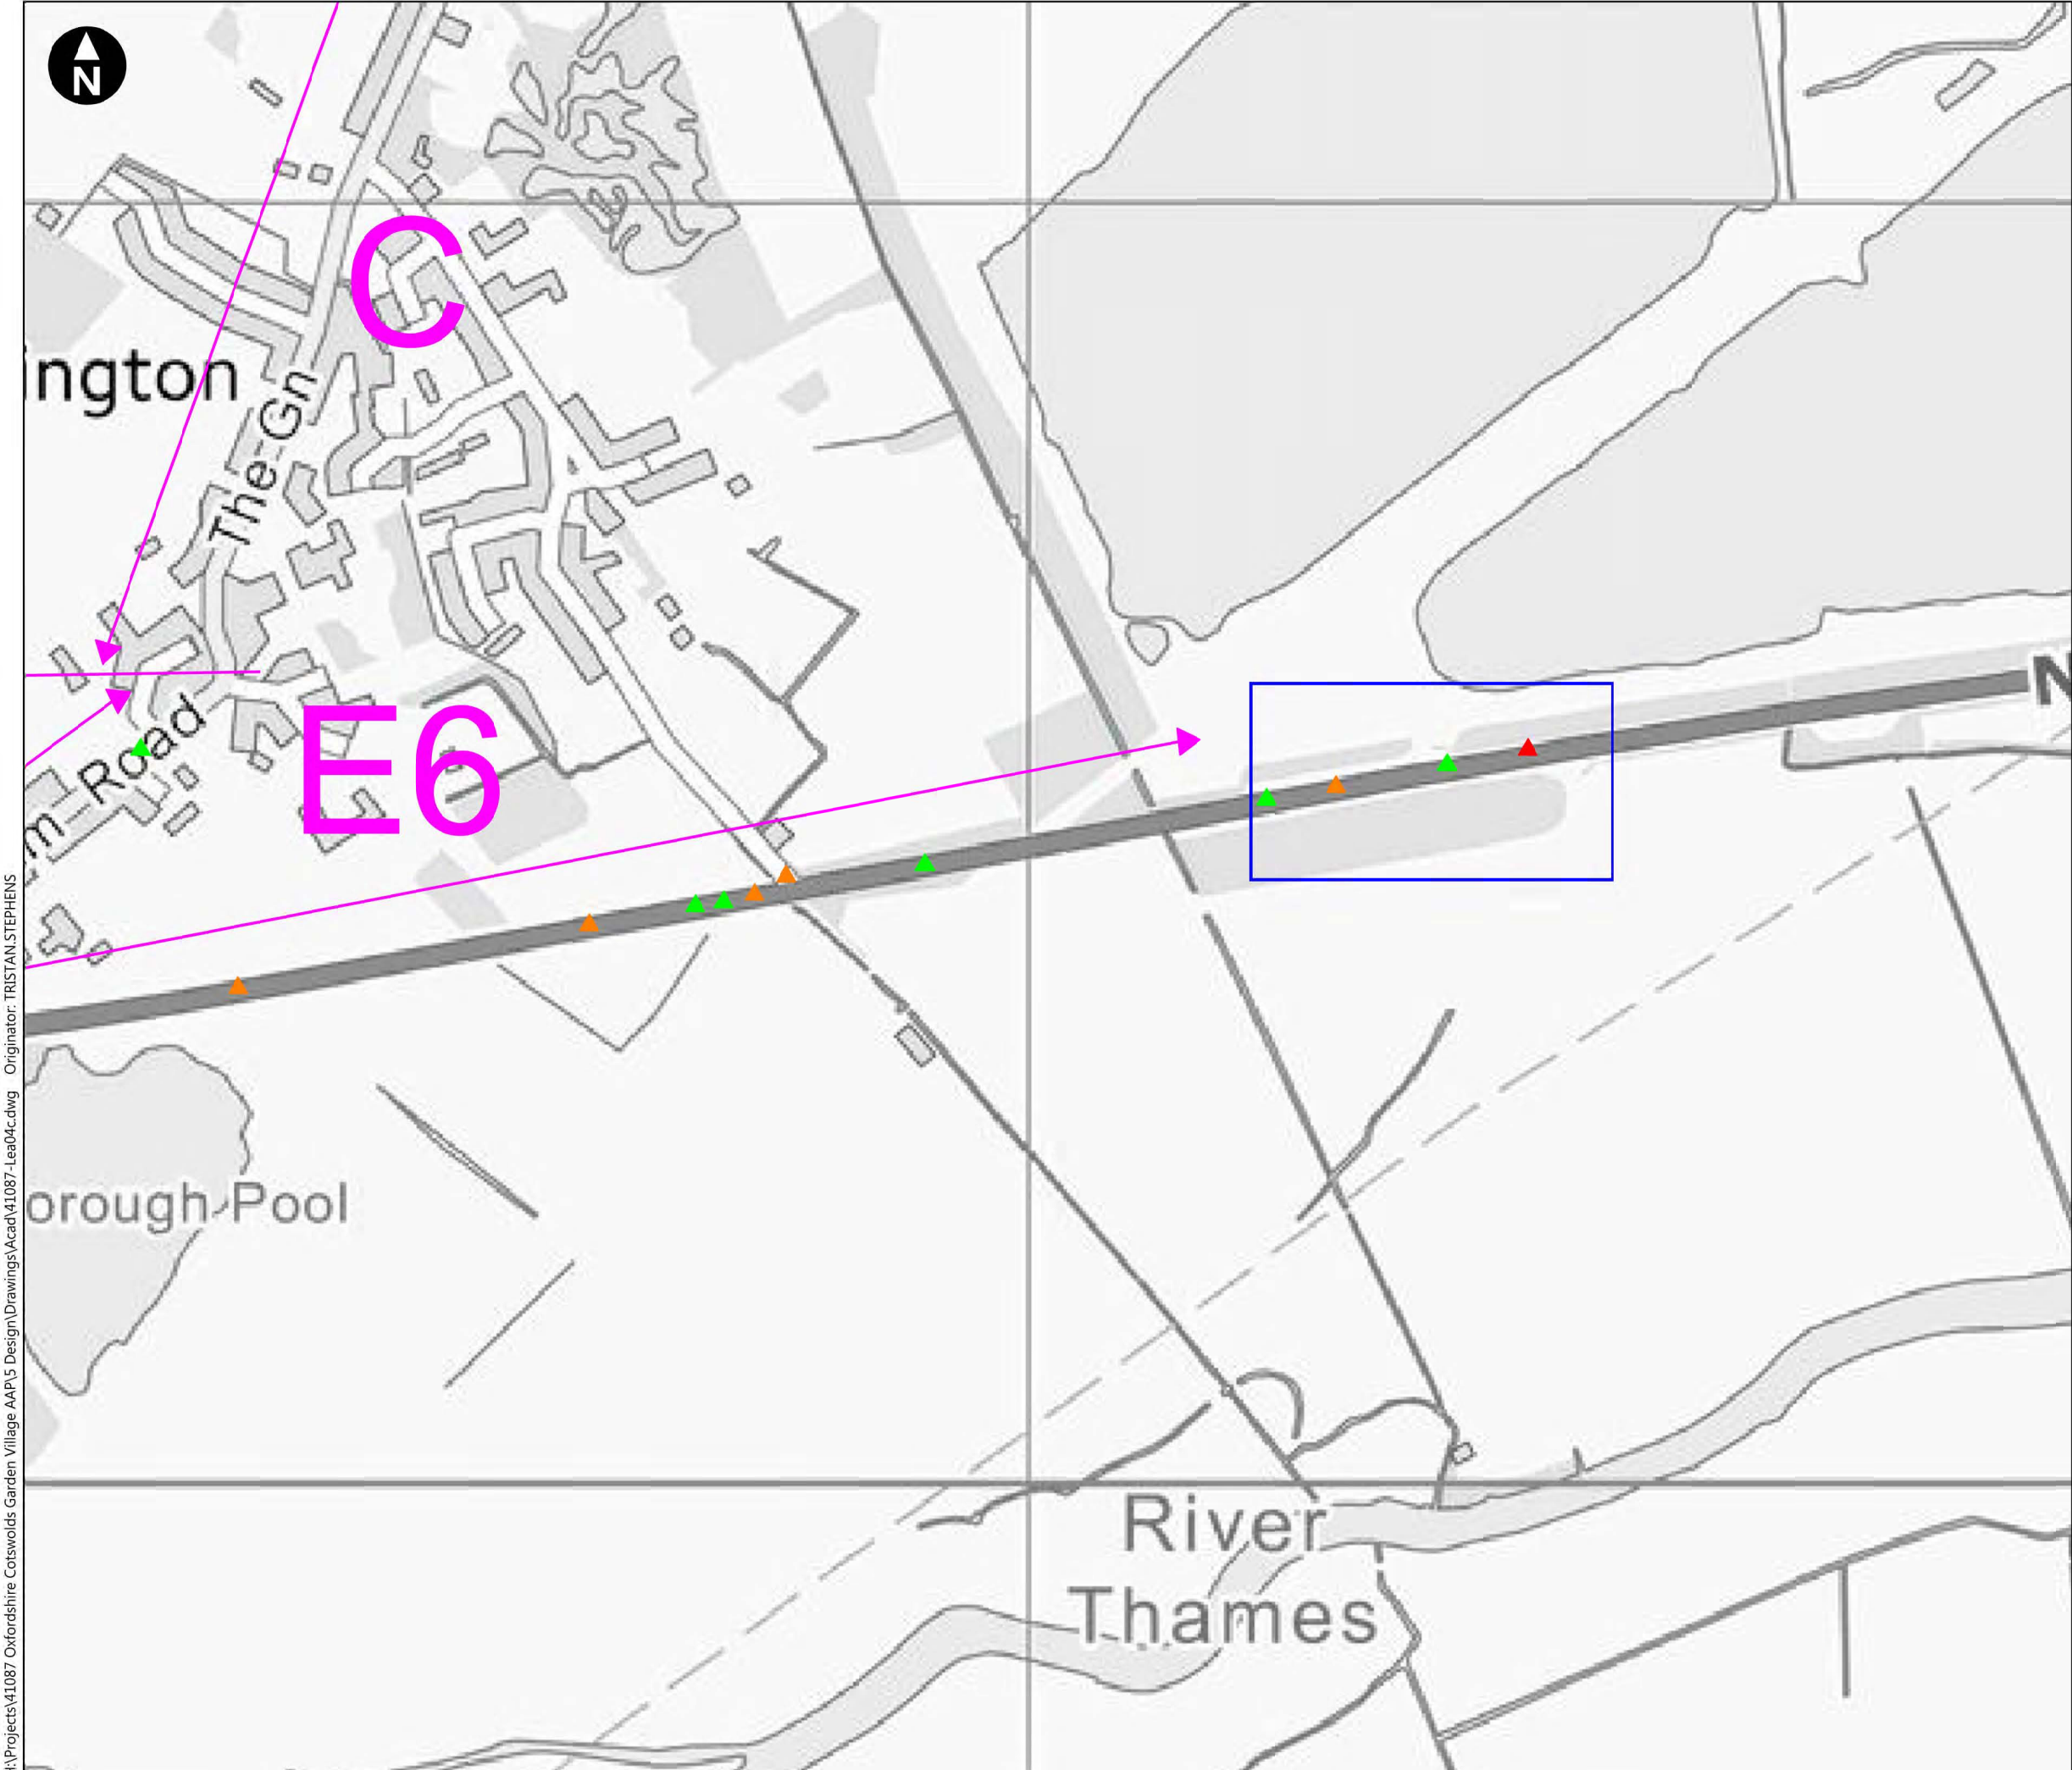 N
C
ington
The Gn
E6
Road
m
N
orough Pool
River
Thames
:\Projects\41087 Oxfordshire Cotswolds Garden Village AAP\5 Design\Drawings\Acad\41087-Lea04c.dwg Originator: TRISTAN.STEPHENS